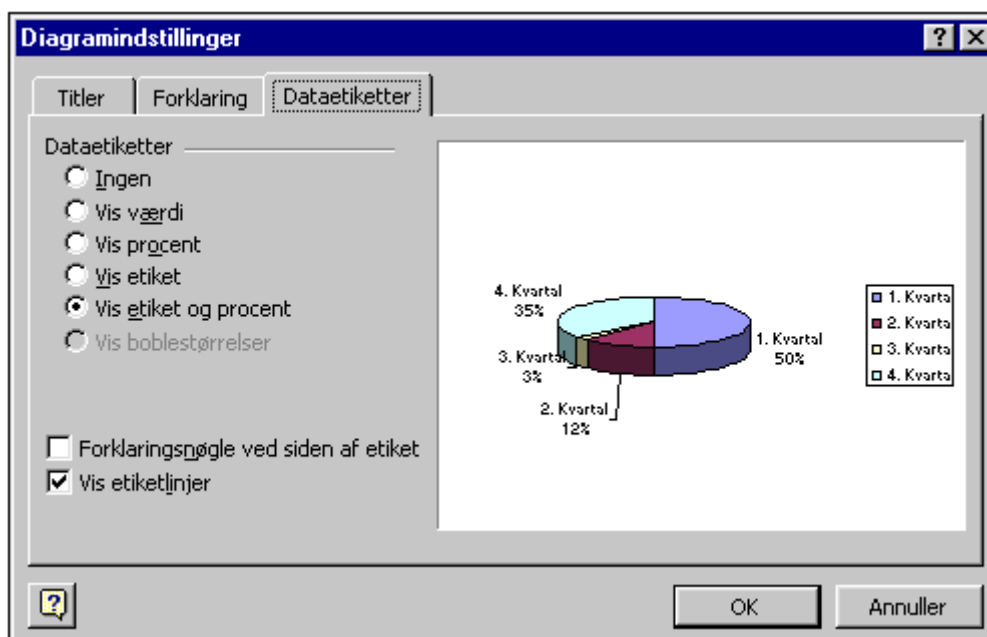 Diagramindstillinger
Titler
Forklaring
Dataetiketter
Dataetiketter
Ingen
Vis værdi
Vis procent
Vis etiket
Vis etiket og procent
Vis boblestørrelser
Forklaringsnøgle ved siden af etiket
Vis etiketlinjer
4. Kvartal
35%
1. Kvartal
50%
3. Kvartal
3%
2. Kvartal
12%
1. Kvarta
2. Kvarta
3. Kvarta
4. Kvarta
OK
Annuller